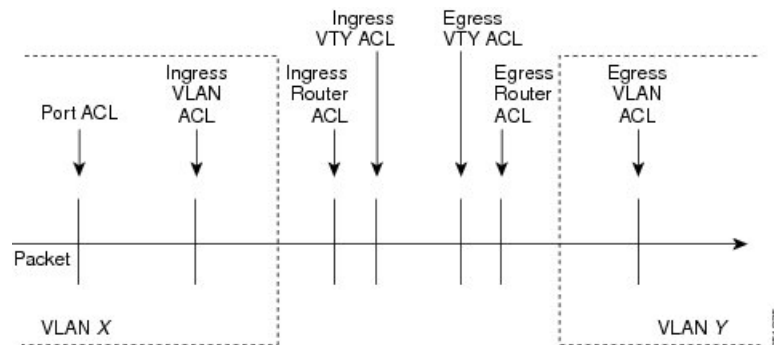 Ingress
VTY ACL
Egress
VTY ACL
Port ACL
Ingress
VLAN
ACL
Ingress
Router
ACL
Egress
Router
ACL
Egress
VLAN
ACL
Packet
VLAN X
VLAN Y